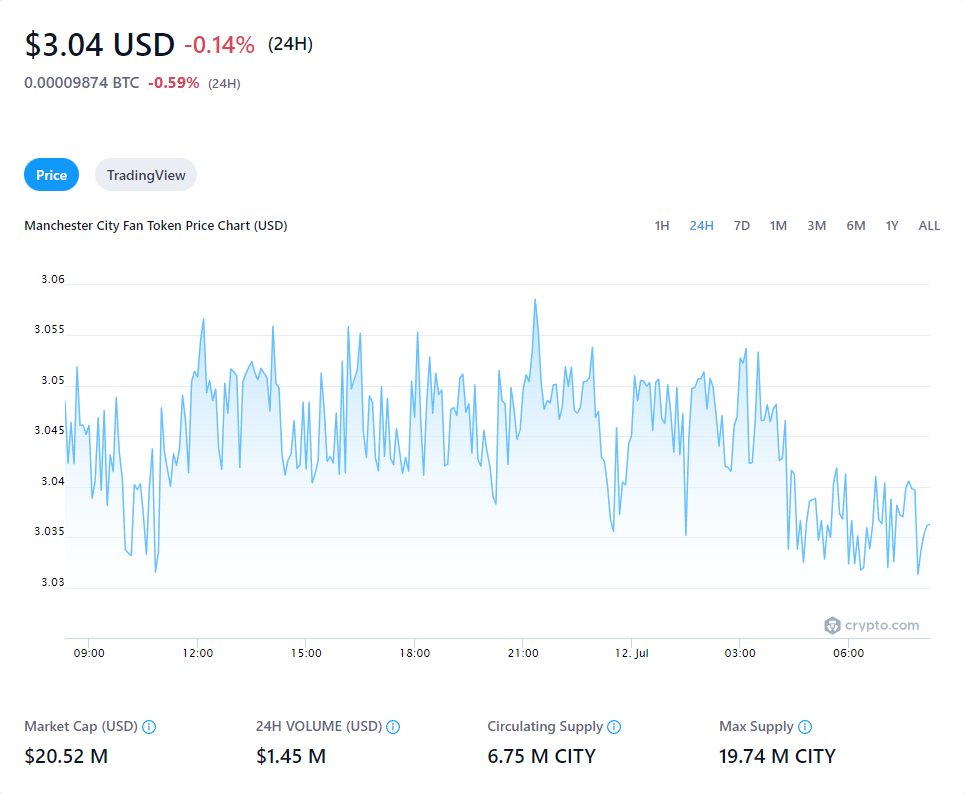 $3.04 USD -0.14% (24H)
0.00009874 BTC -0.59% (24H)
Price TradingView
Manchester City Fan Token Price Chart (USD) 1H 24H 7D 1M 3M 6M 1Y ALL
3.06
3.055
3.05
3.045
3.04
3.035
3.03
crypto.com
09:00 12:00 15:00 18:00 21:00 12. Jul 03:00 06:00
Market Cap (USD) 24H VOLUME (USD) Circulating Supply Max Supply
$20.52 M $1.45 M 6.75 M CITY 19.74 M CITY